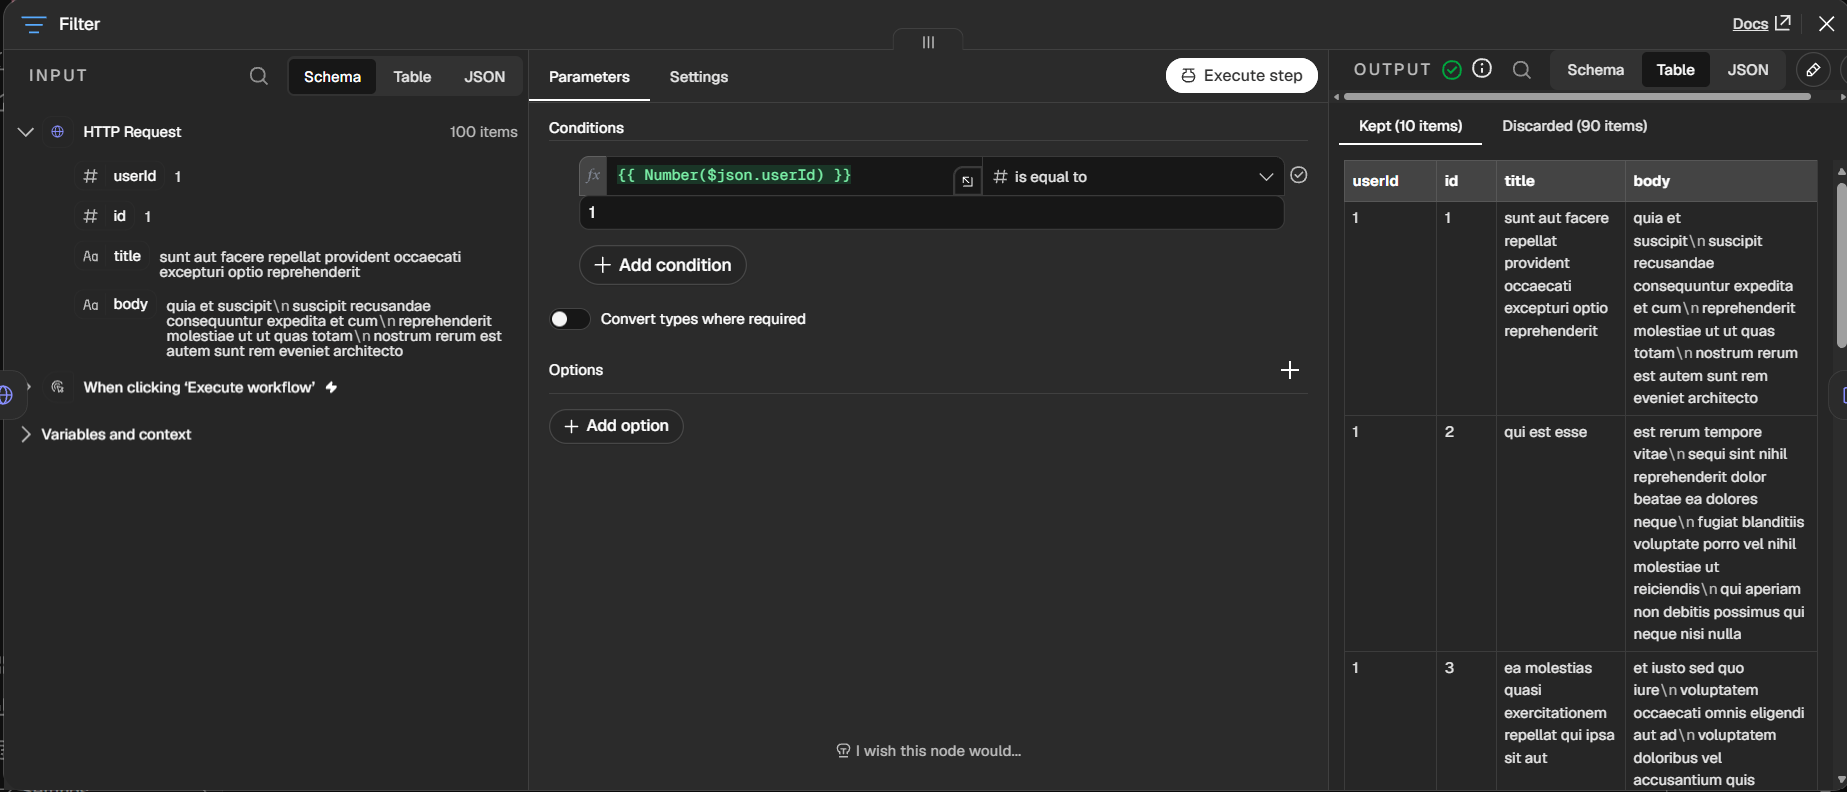 Filter
Docs
INPUT
Schema
Table
JSON
HTTP Request
100 items
# userId 1
# id 1
Aa title sunt aut facere repellat provident occaecati
excepturi optio reprehenderit
Aa body quia et suscipit\n suscipit recusandae
consequuntur expedita et cum\n reprehenderit
molestiae ut ut quas totam\n nostrum rerum est
autem sunt rem eveniet architecto
When clicking ‘Execute workflow’
Variables and context
Parameters
Settings
Execute step
Conditions
fx {{ Number($json.userId) }}
# is equal to
1
Add condition
Convert types where required
Options
Add option
I wish this node would...
OUTPUT
Schema
Table
JSON
Kept (10 items)
Discarded (90 items)
userId id title body
1
1
sunt aut facere
repellat
provident
occaecati
excepturi optio
reprehenderit
quia et
suscipit\n suscipit
recusandae
consequuntur expedita
et cum\n reprehenderit
molestiae ut ut quas
totam\n nostrum rerum
est autem sunt rem
eveniet architecto
1
2
qui est esse
est rerum tempore
vitae\n sequi sint nihil
reprehenderit dolor
beatae ea dolores
neque\n fugiat blanditiis
voluptate porro vel nihil
molestiae ut
reiciendis\n qui aperiam
non debitis possimus qui
neque nisi nulla
1
3
ea molestias
quasi
exercitationem
repellat qui ipsa
sit aut
et iusto sed quo
iure\n voluptatem
occaecati omnis eligendi
aut ad\n voluptatem
doloribus vel
accusantium quis